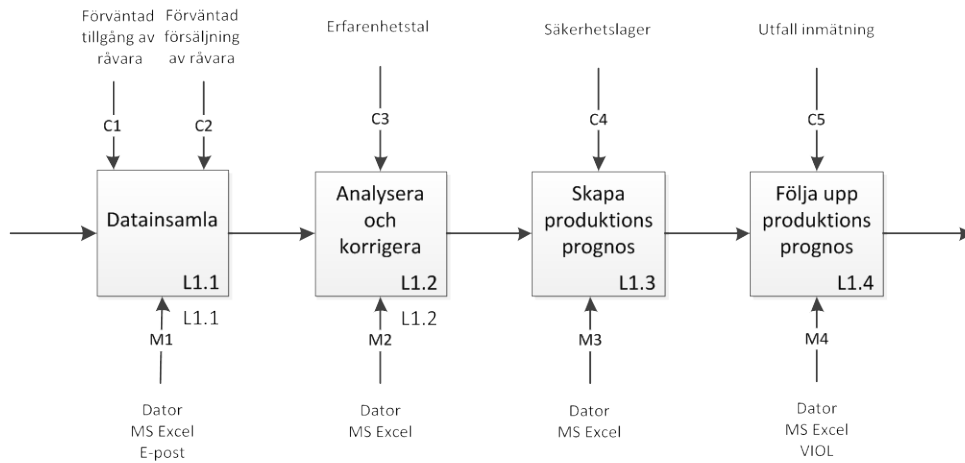 Förväntad
tillgång av
råvara
Förväntad
försäljning
av råvara
Erfarenhetstal
Säkerhetslager
Utfall inmätning
C1
C2
C3
C4
C5
Datainsamla
L1.1
Analysera
och
korrigera
L1.2
Skapa
produktions
prognos
L1.3
Följa upp
produktions
prognos
L1.4
L1.1
L1.2
M1
M2
M3
M4
Dator
MS Excel
E-post
Dator
MS Excel
Dator
MS Excel
Dator
MS Excel
VIOL